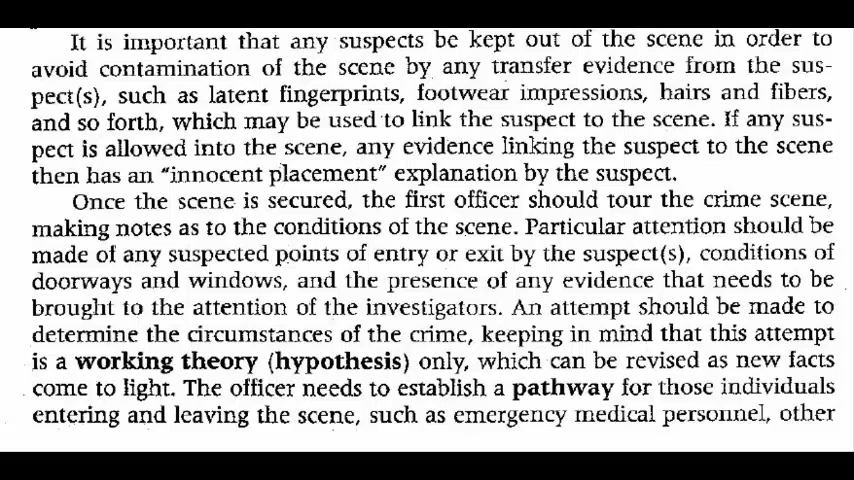 It is important that any suspects be kept out of the scene in order to
avoid contamination of the scene by any transfer evidence from the sus-
pect(s), such as latent fingerprints, footwear impressions, hairs and fibers,
and so forth, which may be used to link the suspect to the scene. If any sus-
pect is allowed into the scene, any evidence linking the suspect to the scene
then has an "innocent placement" explanation by the suspect.
Once the scene is secured, the first officer should tour the crime scene,
making notes as to the conditions of the scene. Particular attention should be
made of any suspected points of entry or exit by the suspect(s), conditions of
doorways and windows, and the presence of any evidence that needs to be
brought to the attention of the investigators. An attempt should be made to
determine the circumstances of the crime, keeping in mind that this attempt
is a working theory (hypothesis) only, which can be revised as new facts
come to light. The officer needs to establish a pathway for those individuals
entering and leaving the scene, such as emergency medical personnel, other